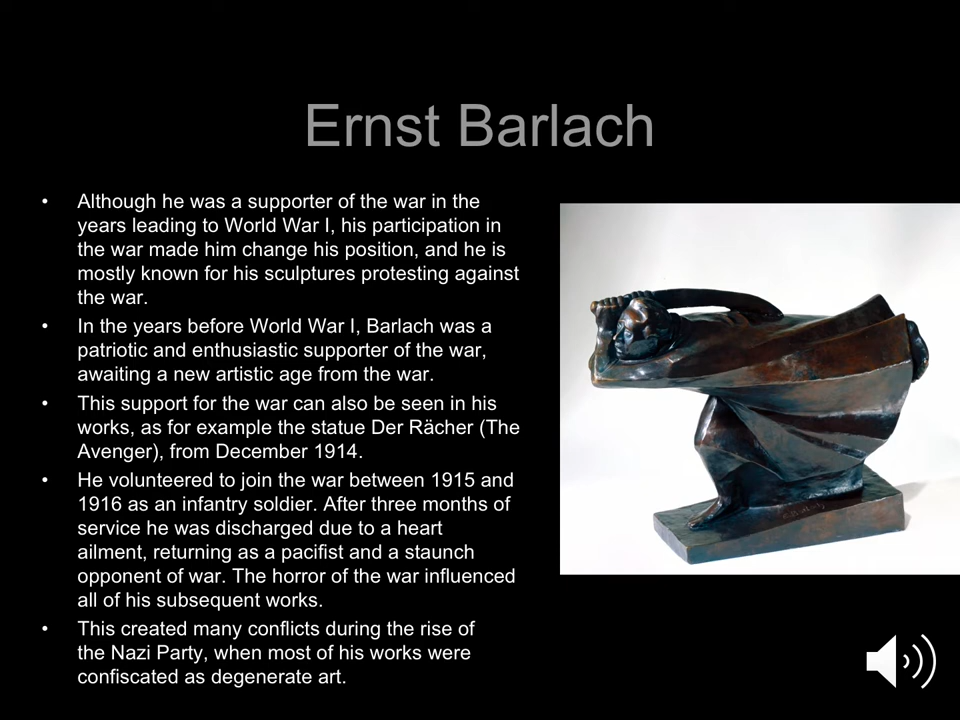 Ernst Barlach
• Although he was a supporter of the war in the
years leading to World War I, his participation in
the war made him change his position, and he is
mostly known for his sculptures protesting against
the war.
• In the years before World War I, Barlach was a
patriotic and enthusiastic supporter of the war,
awaiting a new artistic age from the war.
• This support for the war can also be seen in his
works, as for example the statue Der Rächer (The
Avenger), from December 1914.
• He volunteered to join the war between 1915 and
1916 as an infantry soldier. After three months of
service he was discharged due to a heart
ailment, returning as a pacifist and a staunch
opponent of war. The horror of the war influenced
all of his subsequent works.
• This created many conflicts during the rise of
the Nazi Party, when most of his works were
confiscated as degenerate art.